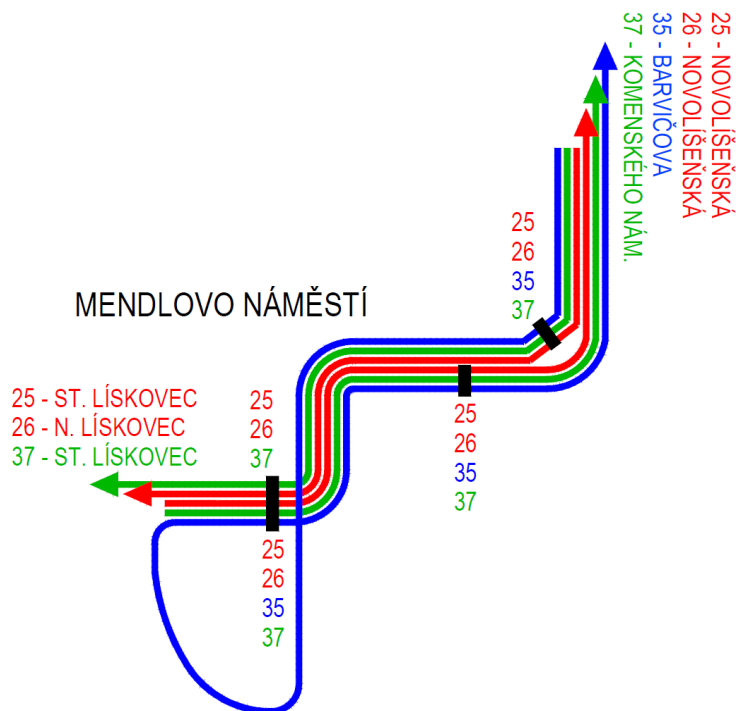 25 - NOVOLÍŠEŇSKÁ
26 - NOVOLÍŠEŇSKÁ
35 - BARVIČOVA
37 - KOMENSKÉHO NÁM.
25
26
35
37
MENDLOVO NÁMĚSTÍ
25 - ST. LÍSKOVEC
26 - N. LÍSKOVEC
37 - ST. LÍSKOVEC
25
26
37
25
26
35
37
25
26
35
37